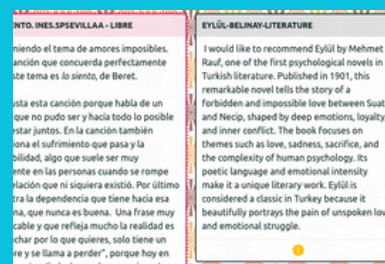 NTO. INES.SPSEVILLAA - LIBRE
niendo el tema de amores imposibles.
anción que concuerda perfectamente
ste tema es lo siento, de Beret.
usta esta canción porque habla de un
que no pudo ser y hacía todo lo posible
estar juntos. En la canción también
iona el sufrimiento que pasa y la
bilidad, algo que suele ser muy
ente en las personas cuando se rompe
elación que ni siquiera existió. Por último
tra la dependencia que tiene hacia esa
na, que nunca es buena. Una frase muy
cable y que refleja mucho la realidad es
char por lo que quieres, solo tiene un
re y se llama a perder", porque hoy en
EYLÜL-BELINAY-LITERATURE
I would like to recommend Eylül by Mehmet
Rauf, one of the first psychological novels in
Turkish literature. Published in 1901, this
remarkable novel tells the story of a
forbidden and impossible love between Suat
and Necip, shaped by deep emotions, loyalty,
and inner conflict. The book focuses on
themes such as love, sadness, sacrifice, and
the complexity of human psychology. Its
poetic language and emotional intensity
make it a unique literary work. Eylül is
considered a classic in Turkey because it
beautifully portrays the pain of unspoken lov
and emotional struggle.